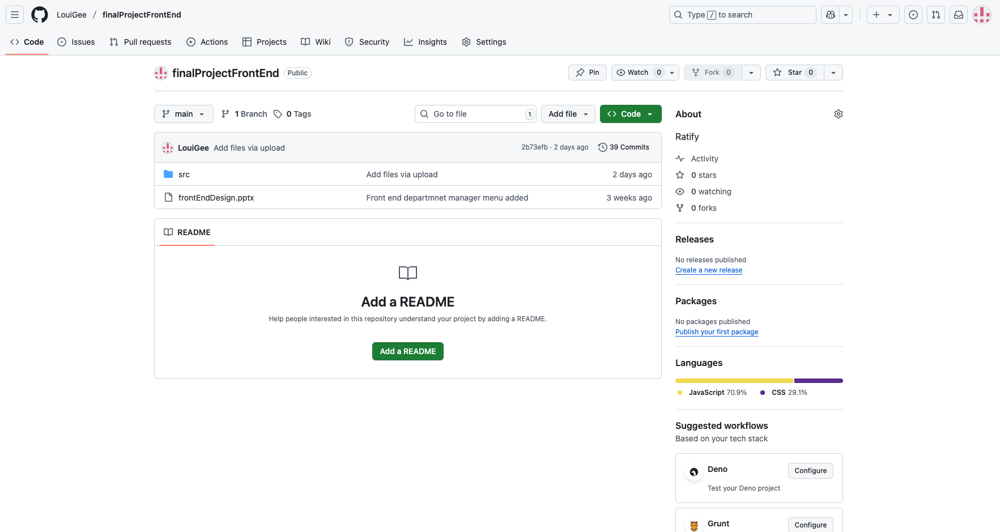 LouiGee / finalProjectFrontEnd
Type / to search
Code
Issues
Pull requests
Actions
Projects
Wiki
Security
Insights
Settings
finalProjectFrontEnd Public
Pin
Watch 0
Fork 0
Star 0
main
1 Branch
0 Tags
Go to file t
Add file
Code
LouiGee Add files via upload
2b73efb · 2 days ago
39 Commits
src Add files via upload 2 days ago
frontEndDesign.pptx Front end departmnet manager menu added 3 weeks ago
README
Add a README
Help people interested in this repository understand your project by adding a README.
Add a README
About
Ratify
Activity
0 stars
0 watching
0 forks
Releases
No releases published
Create a new release
Packages
No packages published
Publish your first package
Languages
JavaScript 70.9% CSS 29.1%
Suggested workflows
Based on your tech stack
Deno
Configure
Test your Deno project
Grunt
Configure